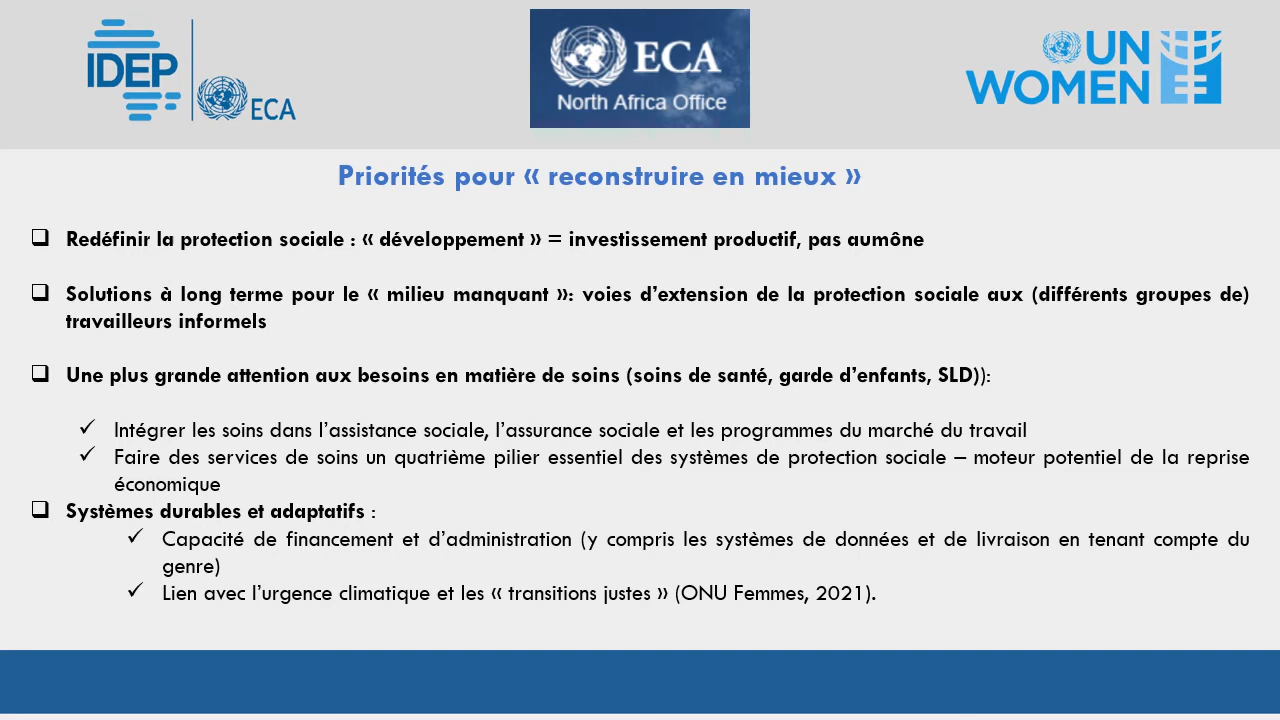 IDEP
ECA
ECA
North Africa Office
UN
WOMEN
Priorités pour « reconstruire en mieux »
Redéfinir la protection sociale : « développement » = investissement productif, pas aumône
Solutions à long terme pour le « milieu manquant »: voies d’extension de la protection sociale aux (différents groupes de)
travailleurs informels
Une plus grande attention aux besoins en matière de soins (soins de santé, garde d’enfants, SLD)):
Intégrer les soins dans l’assistance sociale, l’assurance sociale et les programmes du marché du travail
Faire des services de soins un quatrième pilier essentiel des systèmes de protection sociale – moteur potentiel de la reprise
économique
Systèmes durables et adaptatifs :
Capacité de financement et d’administration (y compris les systèmes de données et de livraison en tenant compte du
genre)
Lien avec l’urgence climatique et les « transitions justes » (ONU Femmes, 2021).